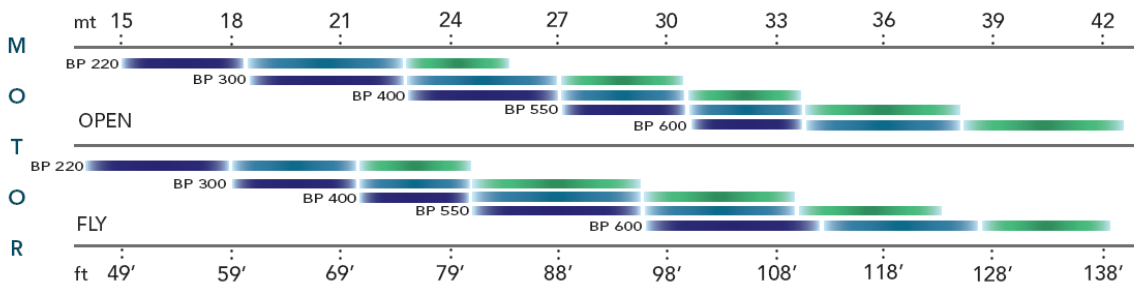 mt 15 18 21 24 27 30 33 36 39 42
MOTOR
BP 220
BP 300
BP 400
BP 550
BP 600
OPEN
BP 220
BP 300
BP 400
BP 550
BP 600
FLY
ft 49’ 59’ 69’ 79’ 88’ 98’ 108’ 118’ 128’ 138’